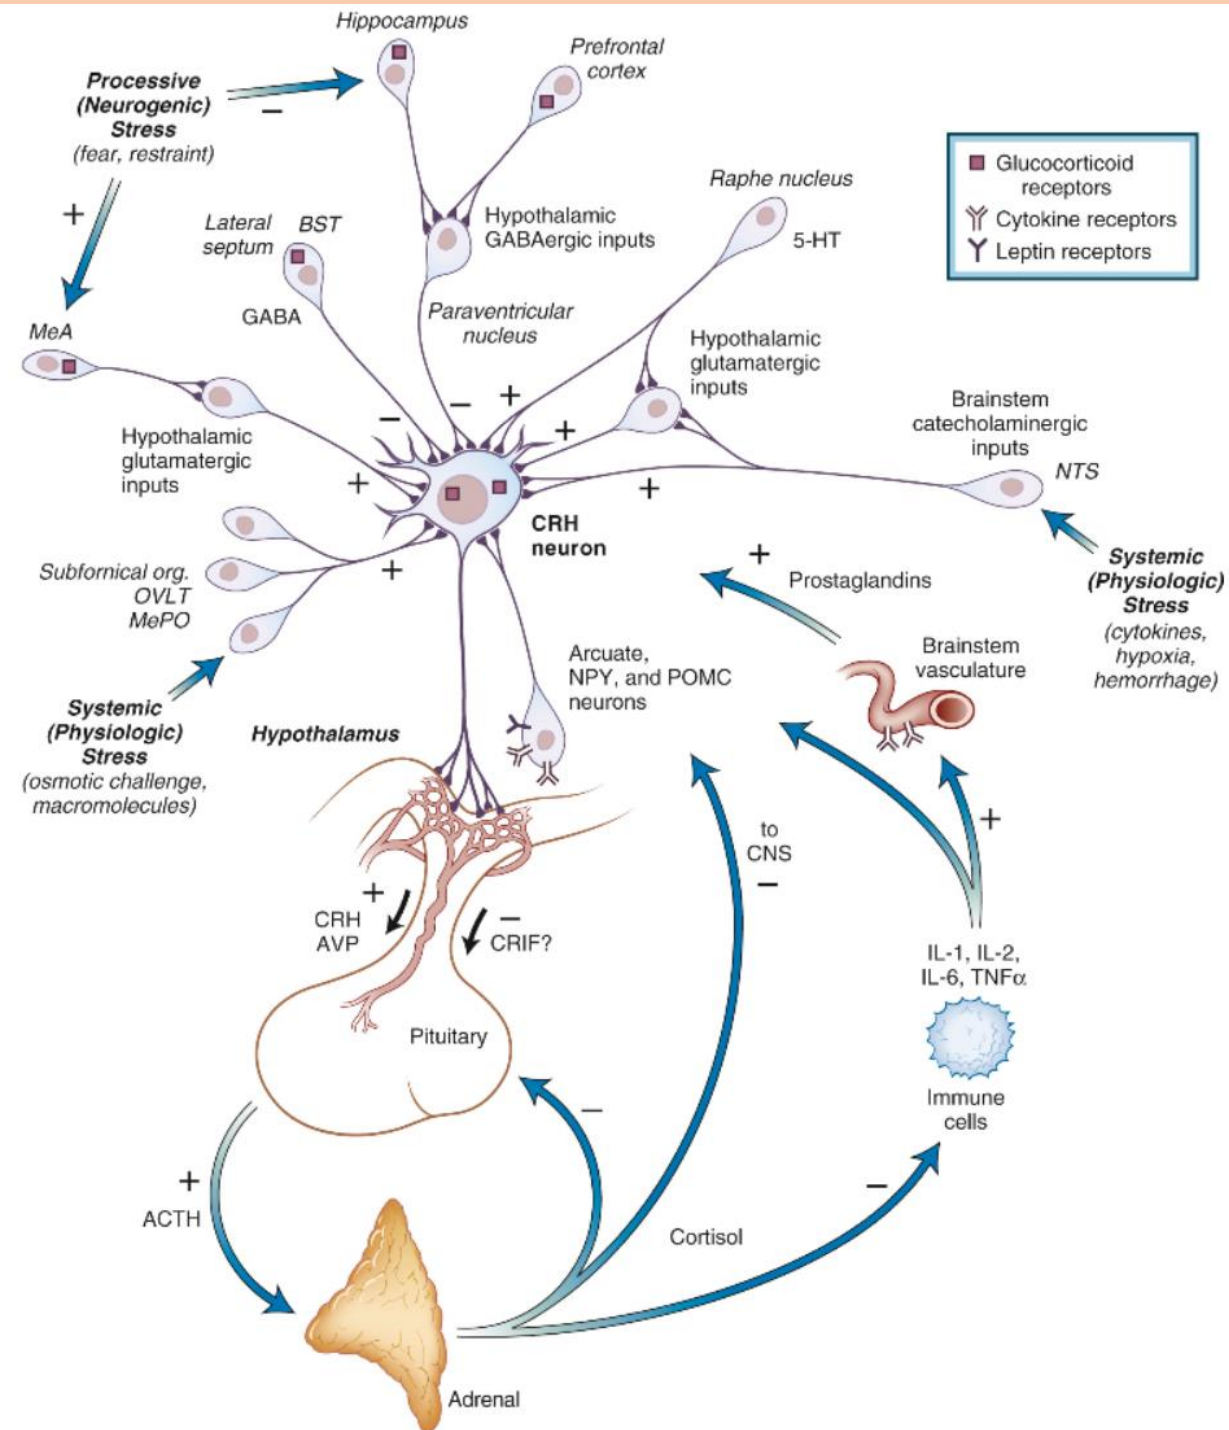 Hippocampus
Prefrontal
cortex
Processive
(Neurogenic)
Stress
(fear, restraint)
−
+
Glucocorticoid
receptors
Cytokine receptors
Leptin receptors
Raphe nucleus
5-HT
Lateral
septum
BST
GABA
Hypothalamic
GABAergic inputs
Paraventricular
nucleus
MeA
Hypothalamic
glutamatergic
inputs
Hypothalamic
glutamatergic
inputs
Brainstem
catecholaminergic
inputs
NTS
−
−
+
+
+
+
CRH
neuron
Subfornical org.
OVLT
MePO
+
Systemic
(Physiologic)
Stress
(cytokines,
hypoxia,
hemorrhage)
+
Prostaglandins
Brainstem
vasculature
Arcuate,
NPY, and POMC
neurons
Systemic
(Physiologic)
Stress
(osmotic challenge,
macromolecules)
Hypothalamus
to
CNS
−
+
+
CRH
AVP
−
CRIF?
IL-1, IL-2,
IL-6, TNFα
Pituitary
Immune
cells
−
+
ACTH
−
Cortisol
Adrenal